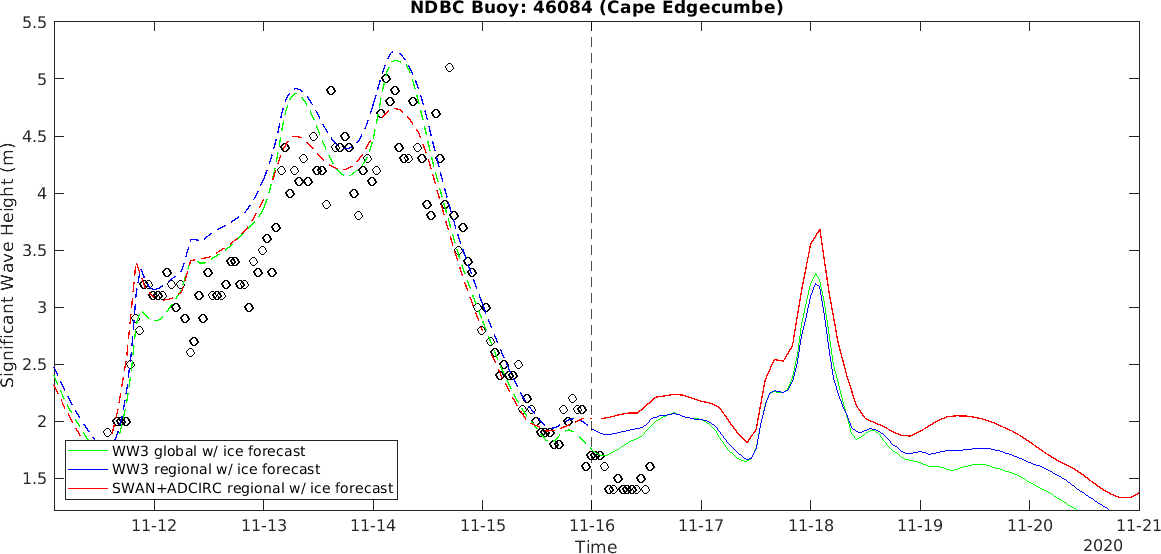 NDBC Buoy: 46084 (Cape Edgecumbe)
Significant Wave Height (m)
5.5
5
4.5
4
3.5
3
2.5
2
1.5
WW3 global w/ ice forecast
WW3 regional w/ ice forecast
SWAN+ADCIRC regional w/ ice forecast
11-12 11-13 11-14 11-15 11-16 11-17 11-18 11-19 11-20 11-21
Time
2020